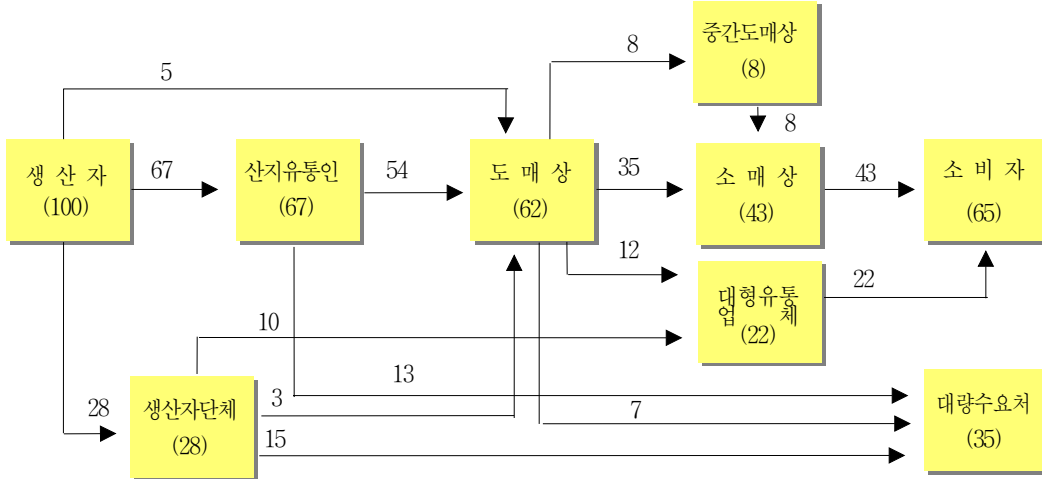 중간도매상
(8)
8
5
8
생 산 자
(100)
67
산지유통인
(67)
54
도 매 상
(62)
35
소 매 상
(43)
43
소 비 자
(65)
12
대형유통
업 체
(22)
22
10
13
28
생산자단체
(28)
3
15
7
대량수요처
(35)